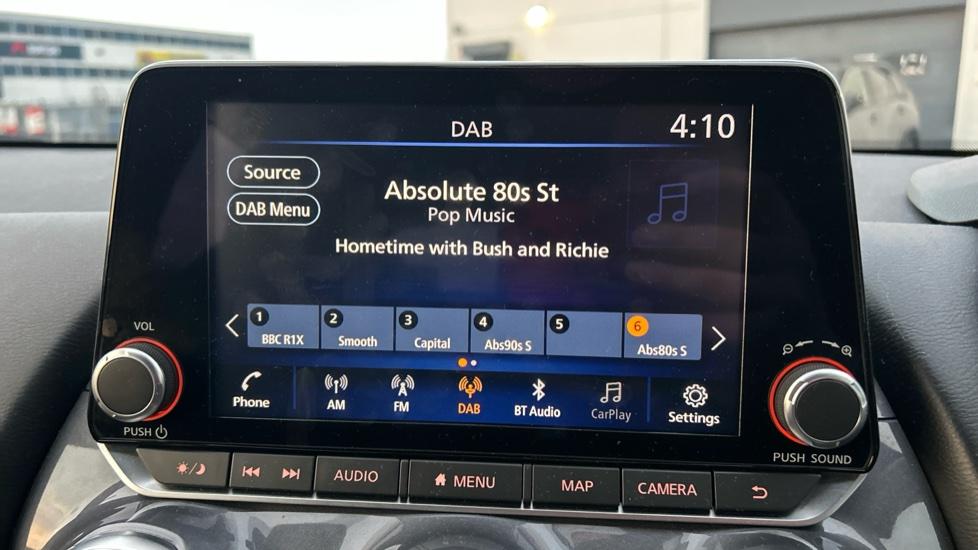 DAB
4:10
Source
Absolute 80s St
DAB Menu
Pop Music
Hometime with Bush and Richie
1 BBC R1X
2 Smooth
3 Capital
4 Abs90s S
5
6 Abs80s S
Phone
AM
FM
DAB
BT Audio
CarPlay
Settings
VOL
PUSH
PUSH SOUND
AUDIO
MENU
MAP
CAMERA